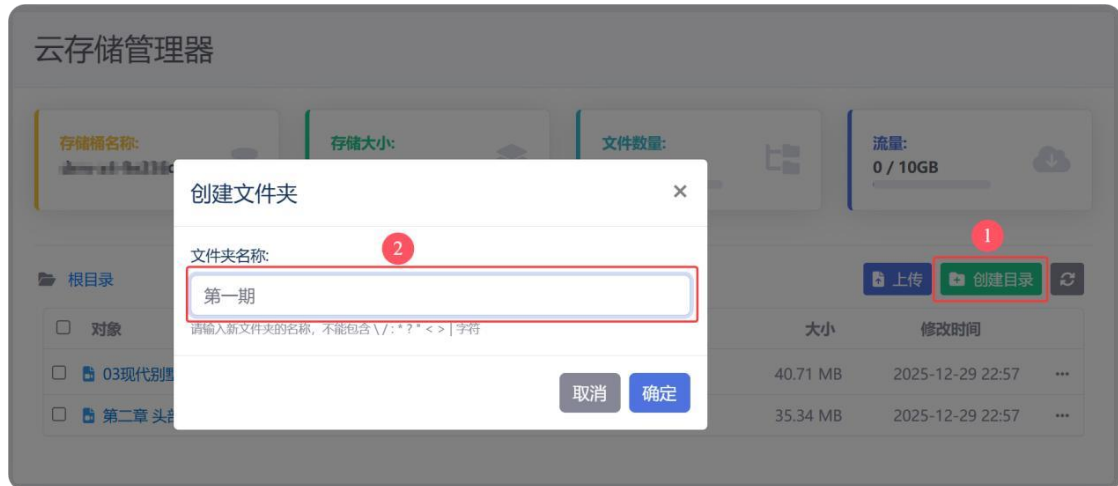 云存储管理器
存储桶名称:
存储大小:
文件数量:
流量:
0 / 10GB
创建文件夹
×
1
文件夹名称:
2
第一期
请输入新文件夹的名称, 不能包含 \ / : * ? " < > | 字符
取消
确定
根目录
上传
创建目录
对象
大小
修改时间
03现代别墅
40.71 MB
2025-12-29 22:57
第二章 头部
35.34 MB
2025-12-29 22:57